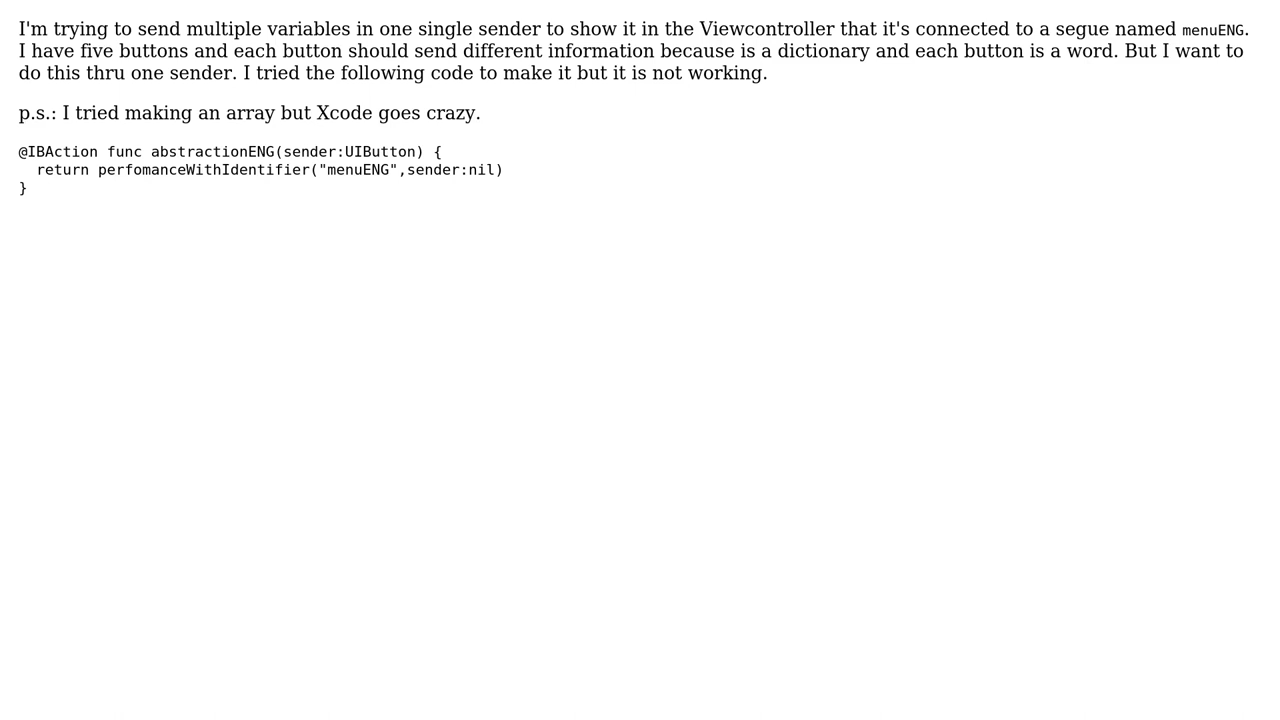 I'm trying to send multiple variables in one single sender to show it in the Viewcontroller that it's connected to a segue named menuENG.
I have five buttons and each button should send different information because is a dictionary and each button is a word. But I want to
do this thru one sender. I tried the following code to make it but it is not working.
p.s.: I tried making an array but Xcode goes crazy.
@IBAction func abstractionENG(sender:UIButton) {
  return perfomanceWithIdentifier("menuENG",sender:nil)
}